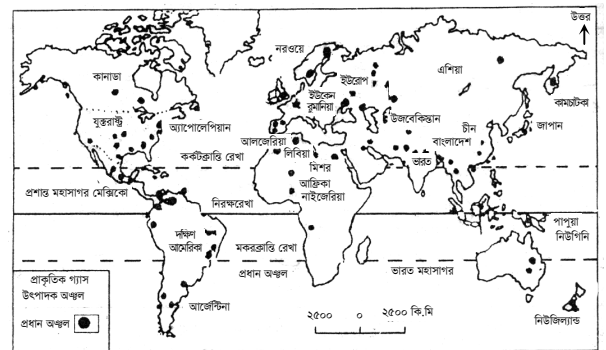 উত্তর
নরওয়ে
কানাডা
এশিয়া
ইউরোপ
কামচাটকা
ইউকেন
রুমানিয়া
যুক্তরাষ্ট্র
অ্যাপোলেপিয়ান
উজবেকিস্তান
চীন
জাপান
বাংলাদেশ
আলজেরিয়া
লিবিয়া
ভারত
কর্কটক্রান্তি রেখা
মিশর
আফ্রিকা
নাইজেরিয়া
প্রশান্ত মহাসাগর মেক্সিকো
নিরক্ষরেখা
পাপুয়া
নিউগিনি
দক্ষিণ
আমেরিকা
মকরক্রান্তি রেখা
প্রধান অঞ্চল
ভারত মহাসাগর
প্রাকৃতিক গ্যাস
উৎপাদক অঞ্চল
প্রধান অঞ্চল
আর্জেন্টিনা
২৫০০ ০ ২৫০০ কি.মি
নিউজিল্যান্ড